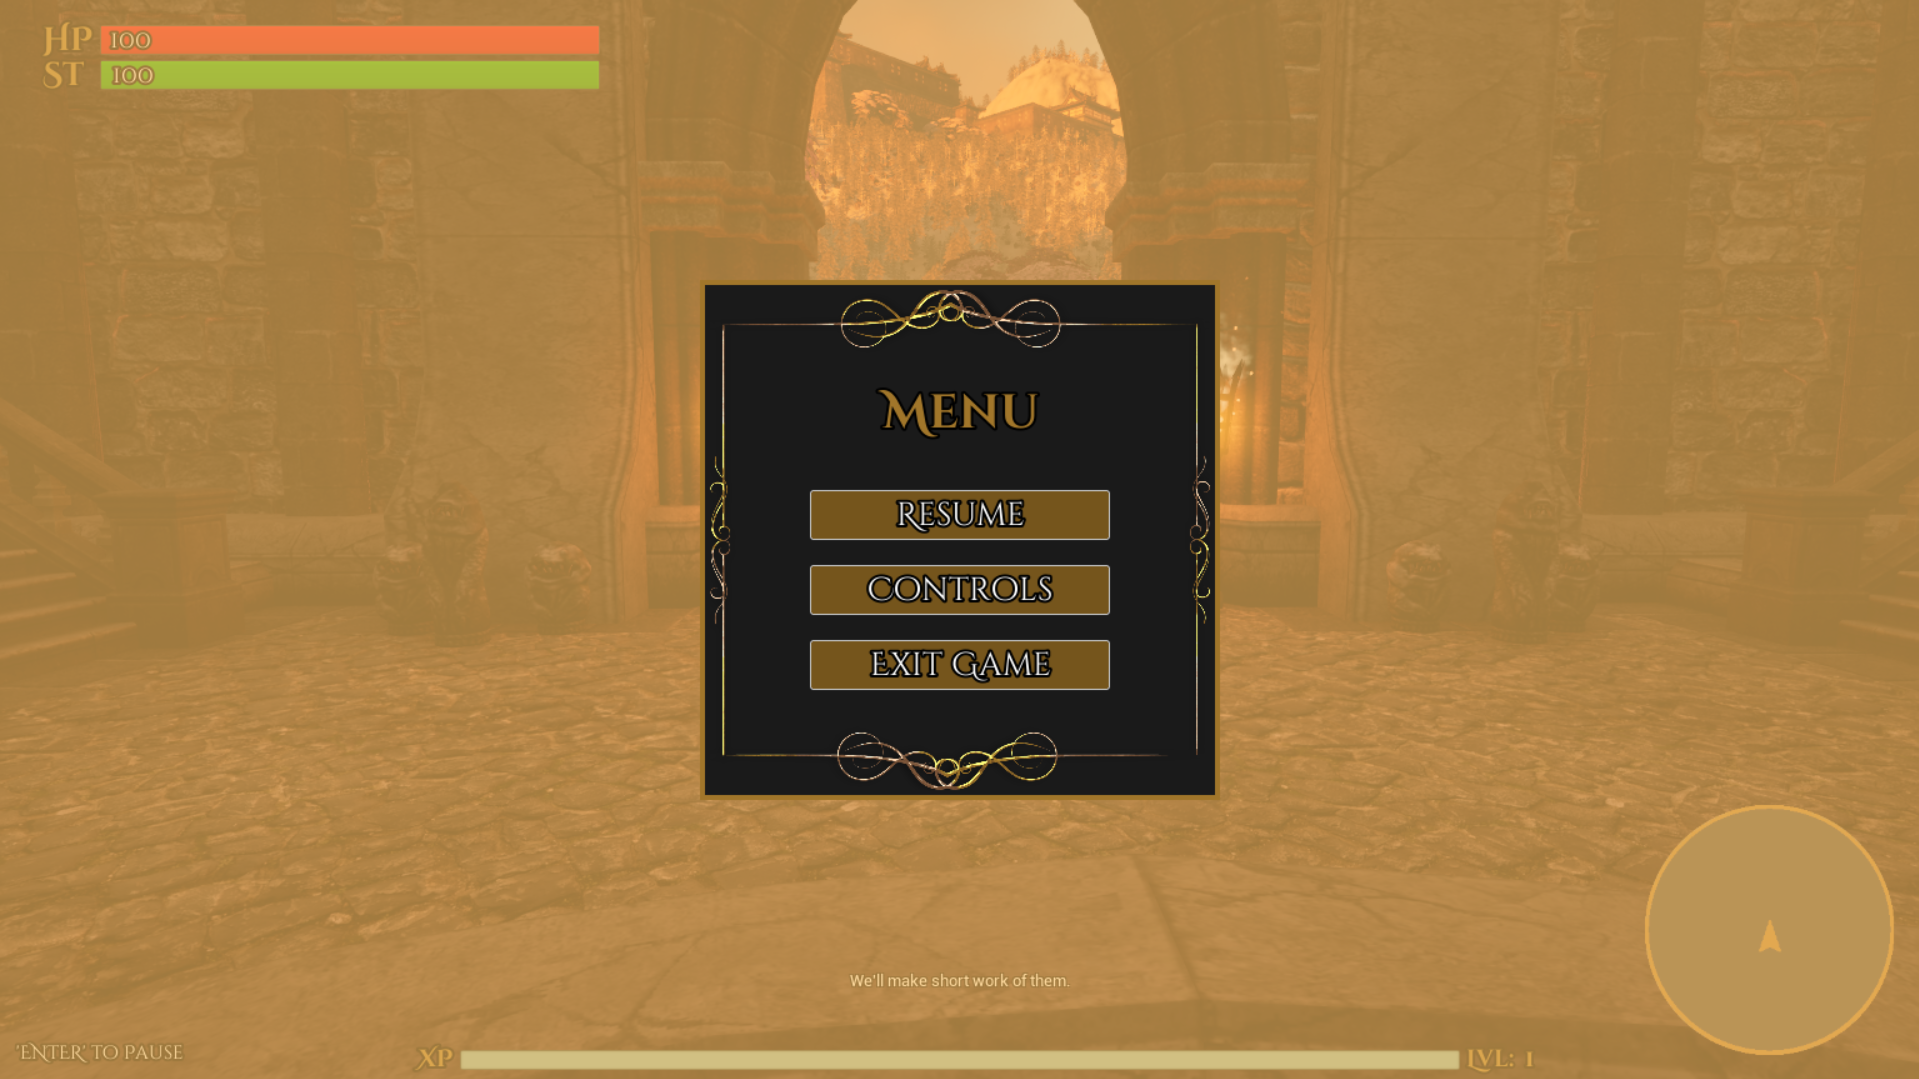 HP 100
ST 100
MENU
RESUME
CONTROLS
EXIT GAME
We'll make short work of them.
'ENTER' TO PAUSE
XP
LVL: 1